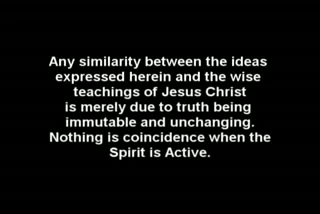 Any similarity between the ideas
expressed herein and the wise
teachings of Jesus Christ
is merely due to truth being
immutable and unchanging.
Nothing is coincidence when the
Spirit is Active.